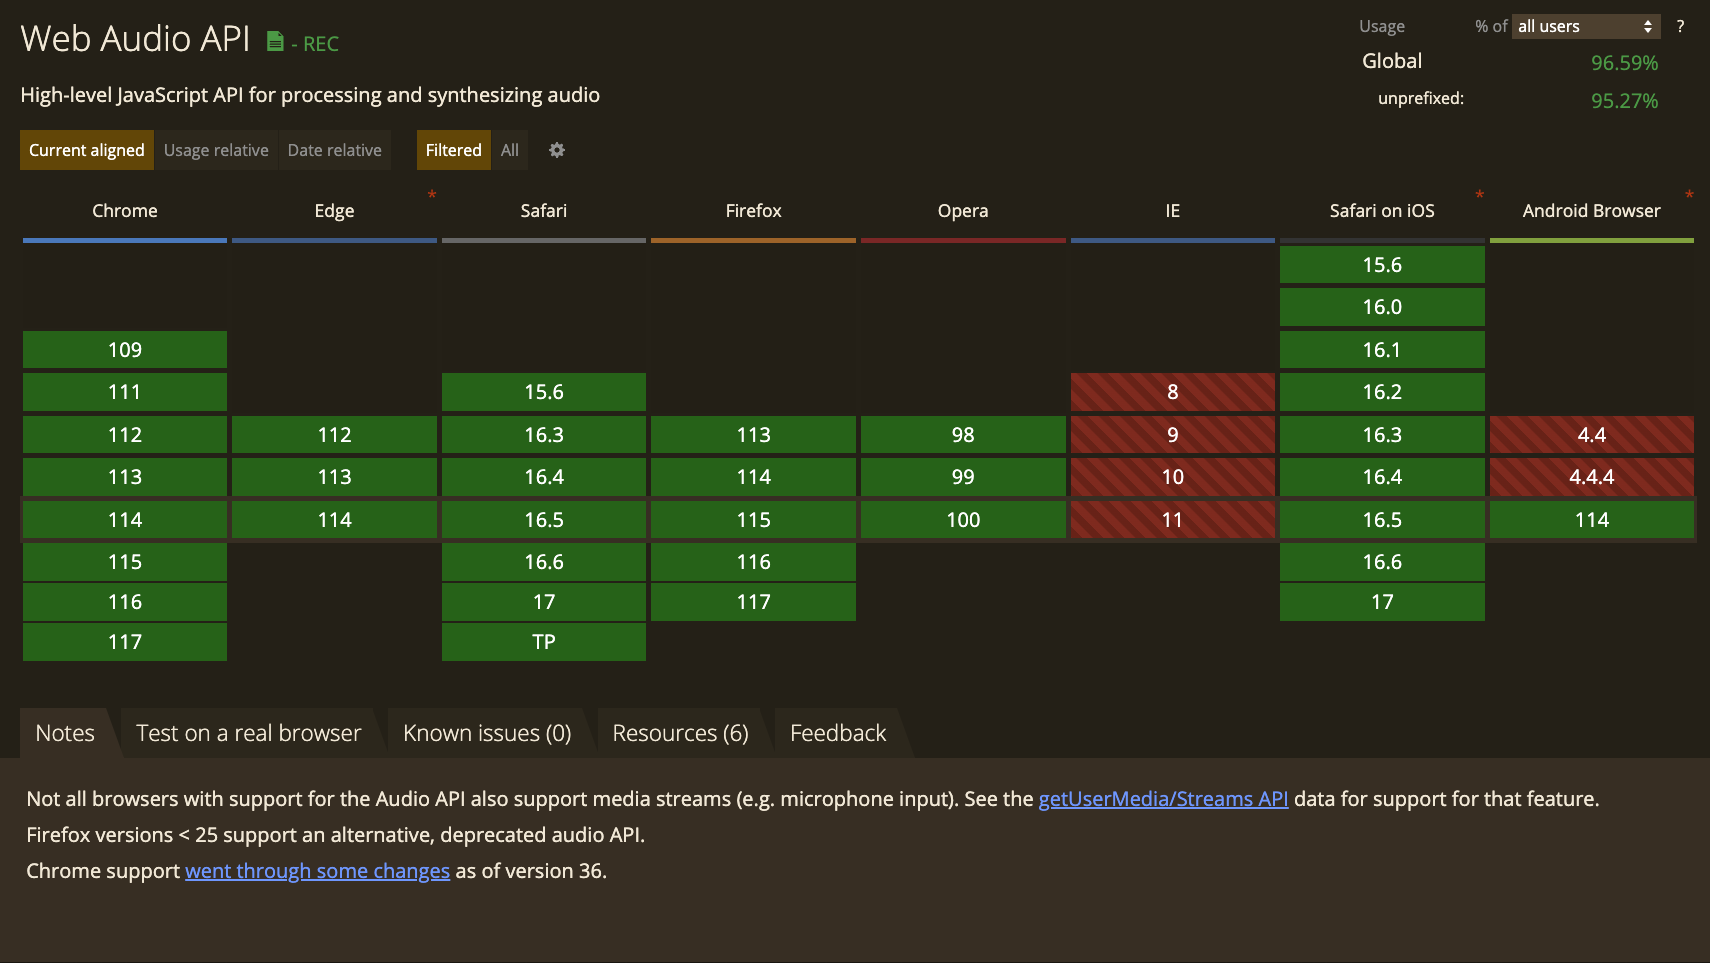 Web Audio API - REC
Usage % of all users ?
Global 96.59%
unprefixed: 95.27%
High-level JavaScript API for processing and synthesizing audio
Current aligned Usage relative Date relative Filtered All
Chrome Edge * Safari Firefox Opera IE Safari on iOS * Android Browser *
15.6
16.0
109 16.1
111 15.6 8 16.2
112 112 16.3 113 98 9 16.3 4.4
113 113 16.4 114 99 10 16.4 4.4.4
114 114 16.5 115 100 11 16.5 114
115 16.6 116 16.6
116 17 117 17
117 TP
Notes Test on a real browser Known issues (0) Resources (6) Feedback
Not all browsers with support for the Audio API also support media streams (e.g. microphone input). See the getUserMedia/Streams API data for support for that feature.
Firefox versions < 25 support an alternative, deprecated audio API.
Chrome support went through some changes as of version 36.